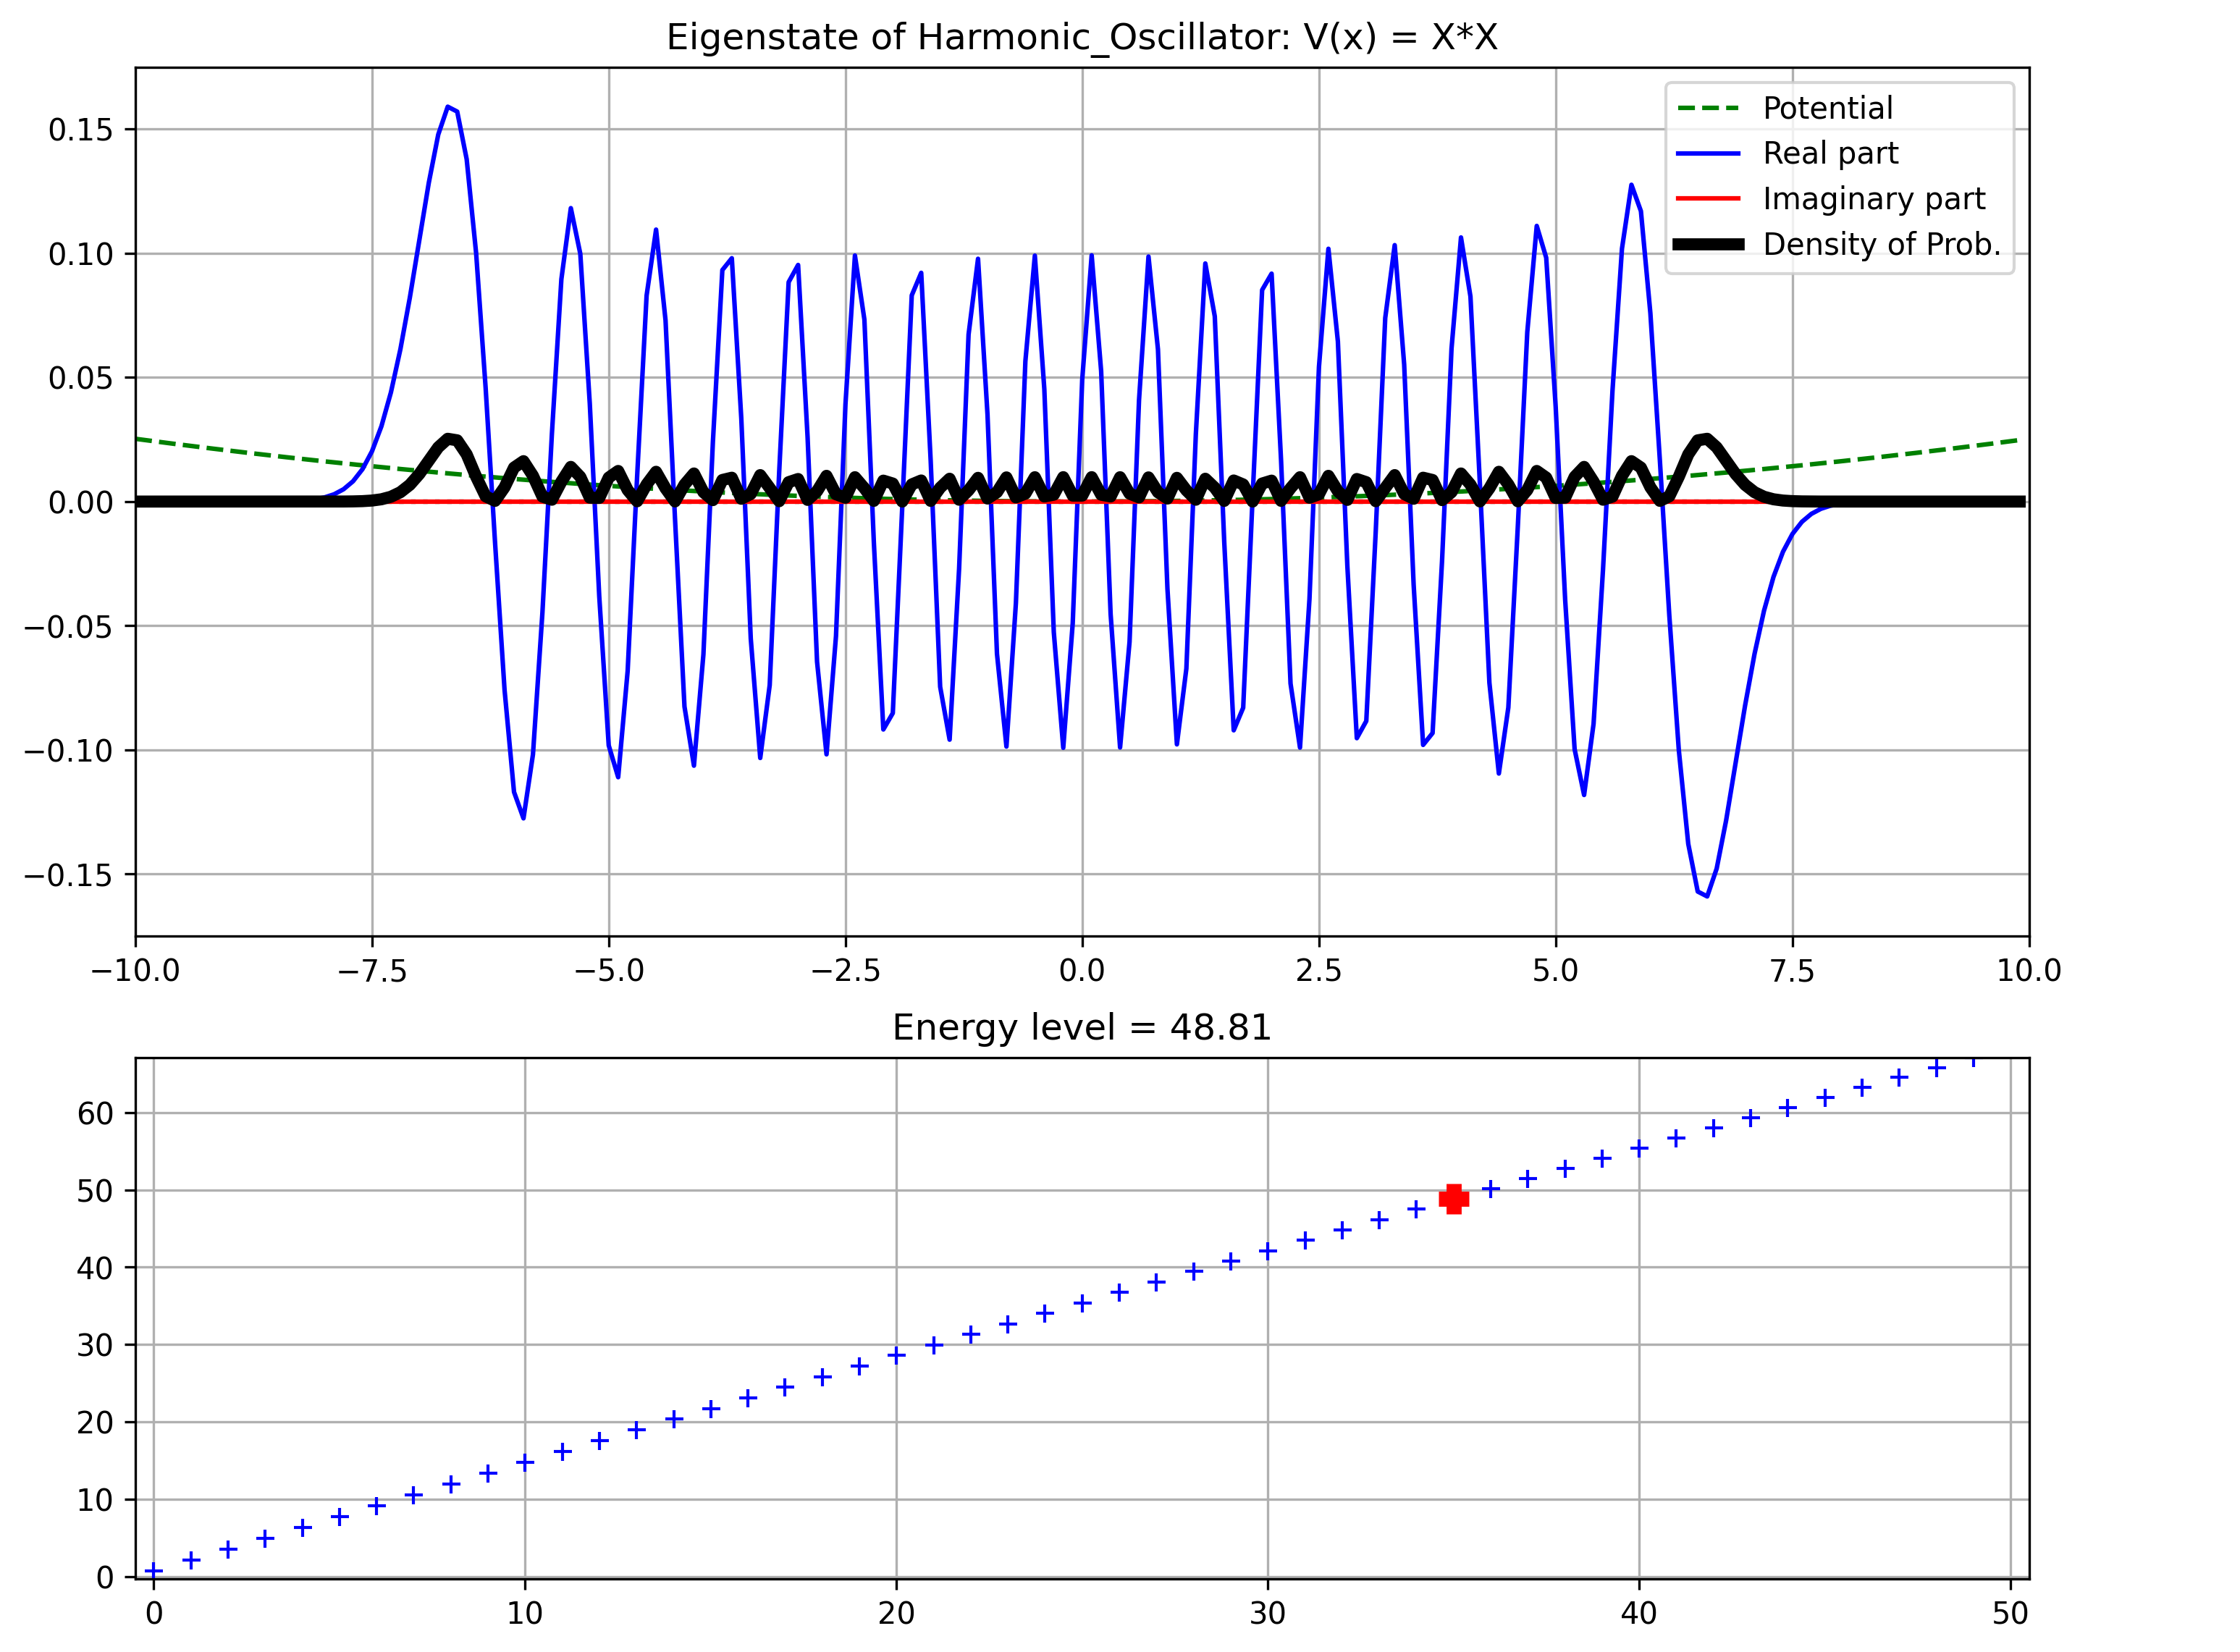 Eigenstate of Harmonic_Oscillator: V(x) = X*X
Potential
Real part
Imaginary part
Density of Prob.
0.15
0.10
0.05
0.00
−0.05
−0.10
−0.15
−10.0 −7.5 −5.0 −2.5 0.0 2.5 5.0 7.5 10.0
Energy level = 48.81
60
50
40
30
20
10
0
0 10 20 30 40 50